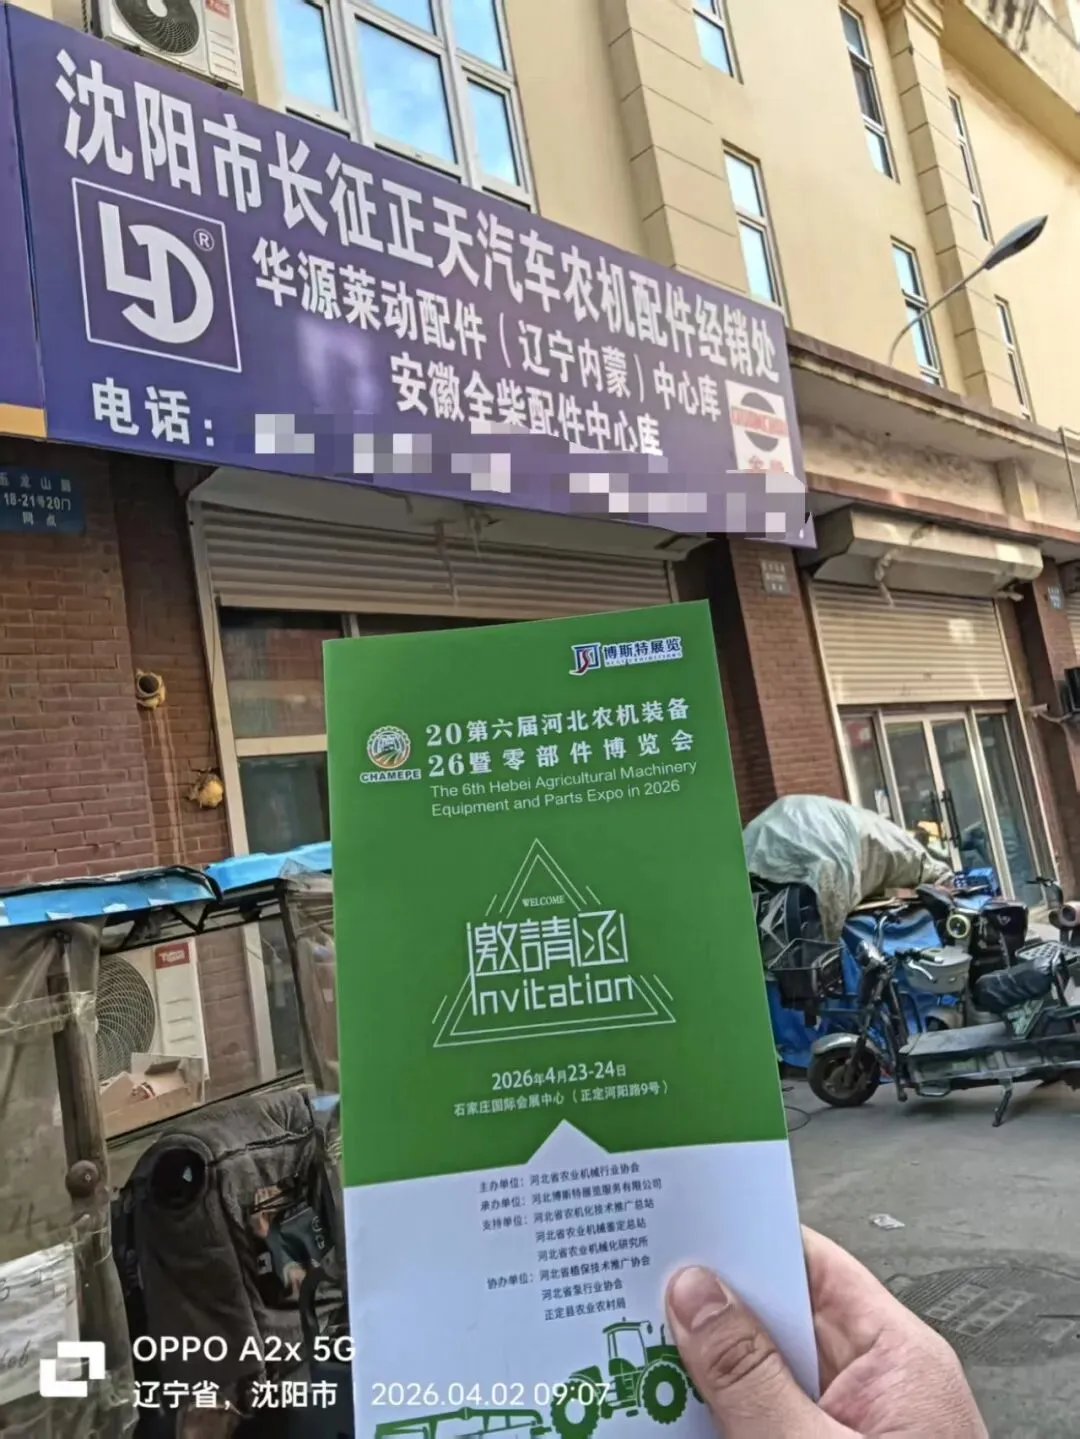 沈阳市长征正天汽车农机配件经销处
LD®
华源莱动配件（辽宁内蒙）中心库
安徽全柴配件中心库
电话：
18-21号20门
博斯特展览
CHAMEPE
20第六届河北农机装备
26暨零部件博览会
The 6th Hebei Agricultural Machinery
Equipment and Parts Expo in 2026
WELCOME
邀請函
Invitation
2026年4月23-24日
石家庄国际会展中心（正定河阳路9号）
主办单位：河北省农业机械行业协会
承办单位：河北博斯特展览服务有限公司
支持单位：河北省农机化技术推广总站
河北省农业机械鉴定总站
河北省农业机械化研究所
协办单位：河北省植保技术推广协会
河北省泵行业协会
正定县农业农村局
OPPO A2x 5G
辽宁省，沈阳市 2026.04.02 09:07